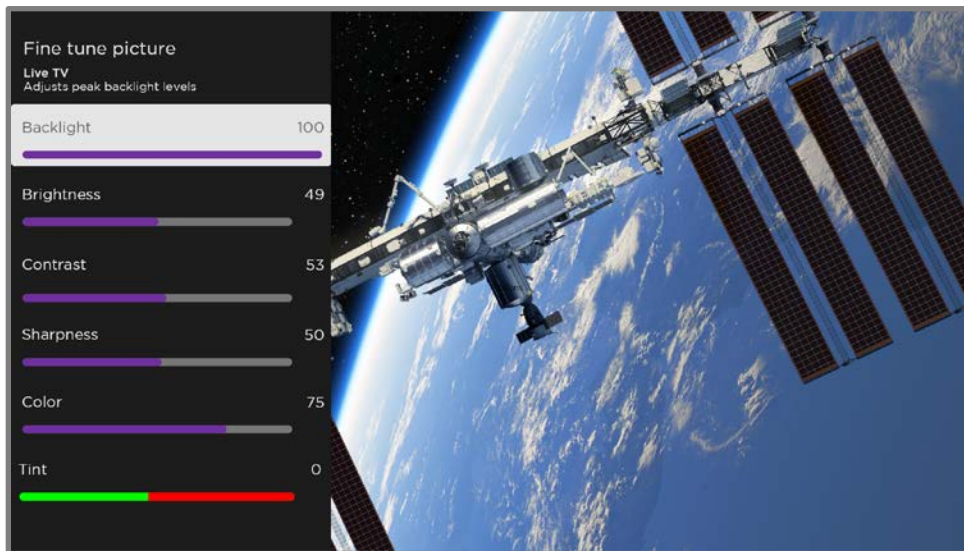 Fine tune picture
Live TV
Adjusts peak backlight levels
Backlight 100
Brightness 49
Contrast 53
Sharpness 50
Color 75
Tint 0